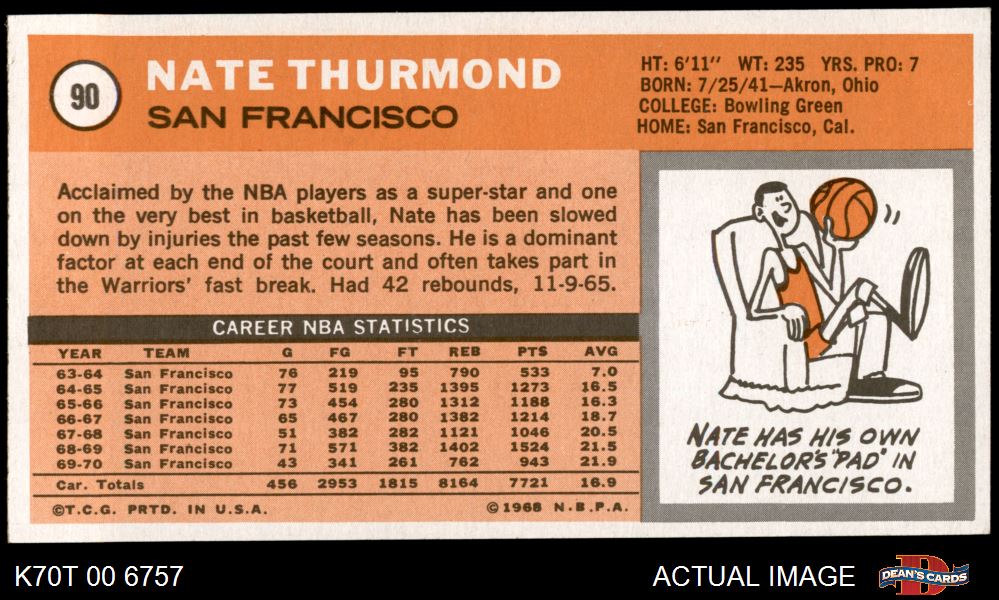 90
NATE THURMOND
SAN FRANCISCO
HT: 6'11" WT: 235 YRS. PRO: 7
BORN: 7/25/41—Akron, Ohio
COLLEGE: Bowling Green
HOME: San Francisco, Cal.
Acclaimed by the NBA players as a super-star and one
on the very best in basketball, Nate has been slowed
down by injuries the past few seasons. He is a dominant
factor at each end of the court and often takes part in
the Warriors' fast break. Had 42 rebounds, 11-9-65.
CAREER NBA STATISTICS
YEAR TEAM G FG FT REB PTS AVG
63-64 San Francisco 76 219 95 790 533 7.0
64-65 San Francisco 77 519 235 1395 1273 16.5
65-66 San Francisco 73 454 280 1312 1188 16.3
66-67 San Francisco 65 467 280 1382 1214 18.7
67-68 San Francisco 51 382 282 1121 1046 20.5
68-69 San Francisco 71 571 382 1402 1524 21.5
69-70 San Francisco 43 341 261 762 943 21.9
Car. Totals 456 2953 1815 8164 7721 16.9
©T.C.G. PRTD. IN U.S.A. ©1968 N.B.P.A.
NATE HAS HIS OWN
BACHELOR'S "PAD" IN
SAN FRANCISCO.
K70T 00 6757
ACTUAL IMAGE
D
DEAN'S CARDS